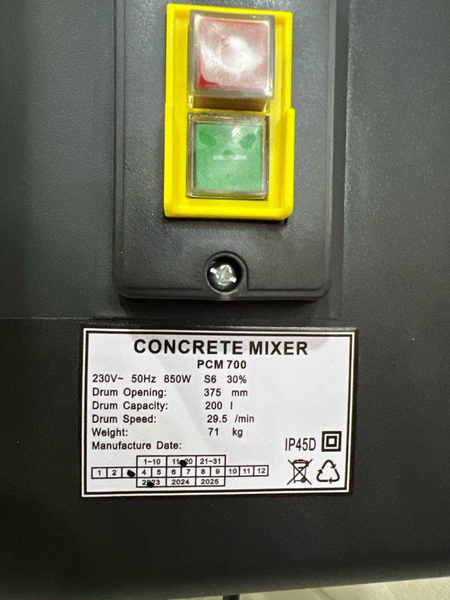 CONCRETE MIXER
PCM 700
230V~ 50Hz 850W S6 30%
Drum Opening: 375 mm
Drum Capacity: 200 l
Drum Speed: 29.5 /min
Weight: 71 kg
Manufacture Date:
IP45D
1-10 11-20 21-31
1 2 3 4 5 6 7 8 9 10 11 12
2023 2024 2025